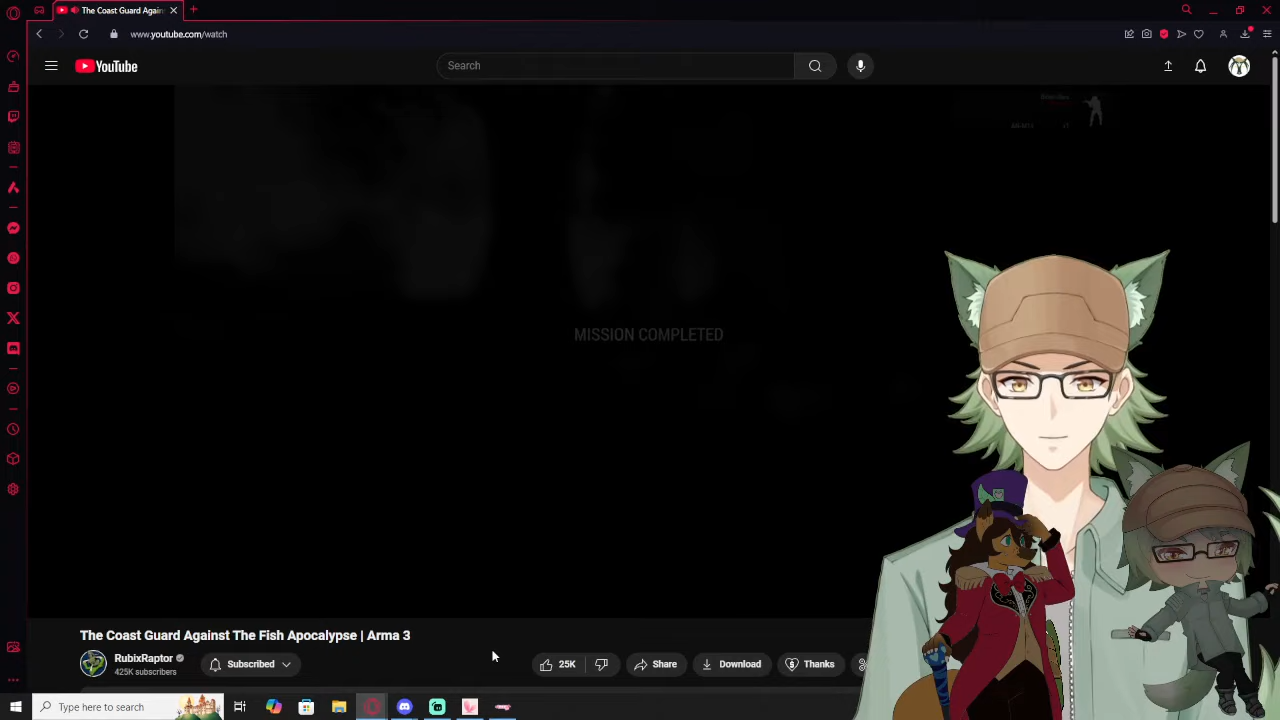 The Coast Guard Again
www.youtube.com/watch
YouTube
Search
MISSION COMPLETED
The Coast Guard Against The Fish Apocalypse | Arma 3
RubixRaptor
425K subscribers
Subscribed
25K
Share
Download
Thanks
Type here to search